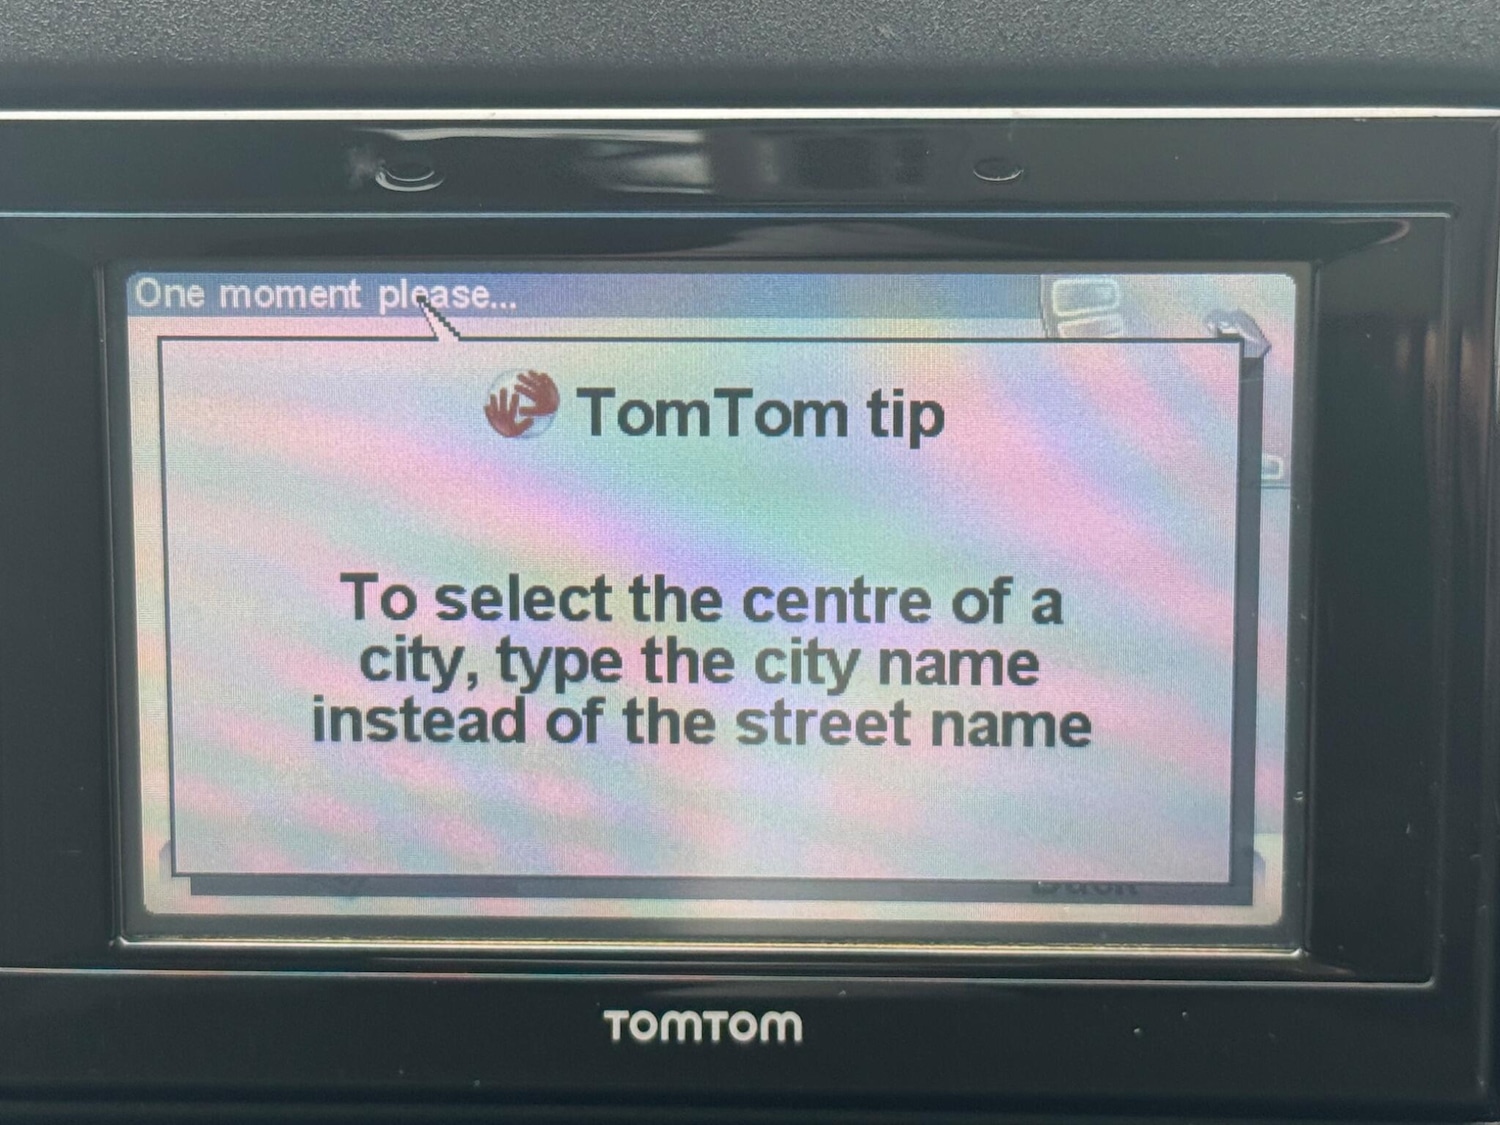 One moment please...
TomTom tip
To select the centre of a
city, type the city name
instead of the street name
TOMTOM